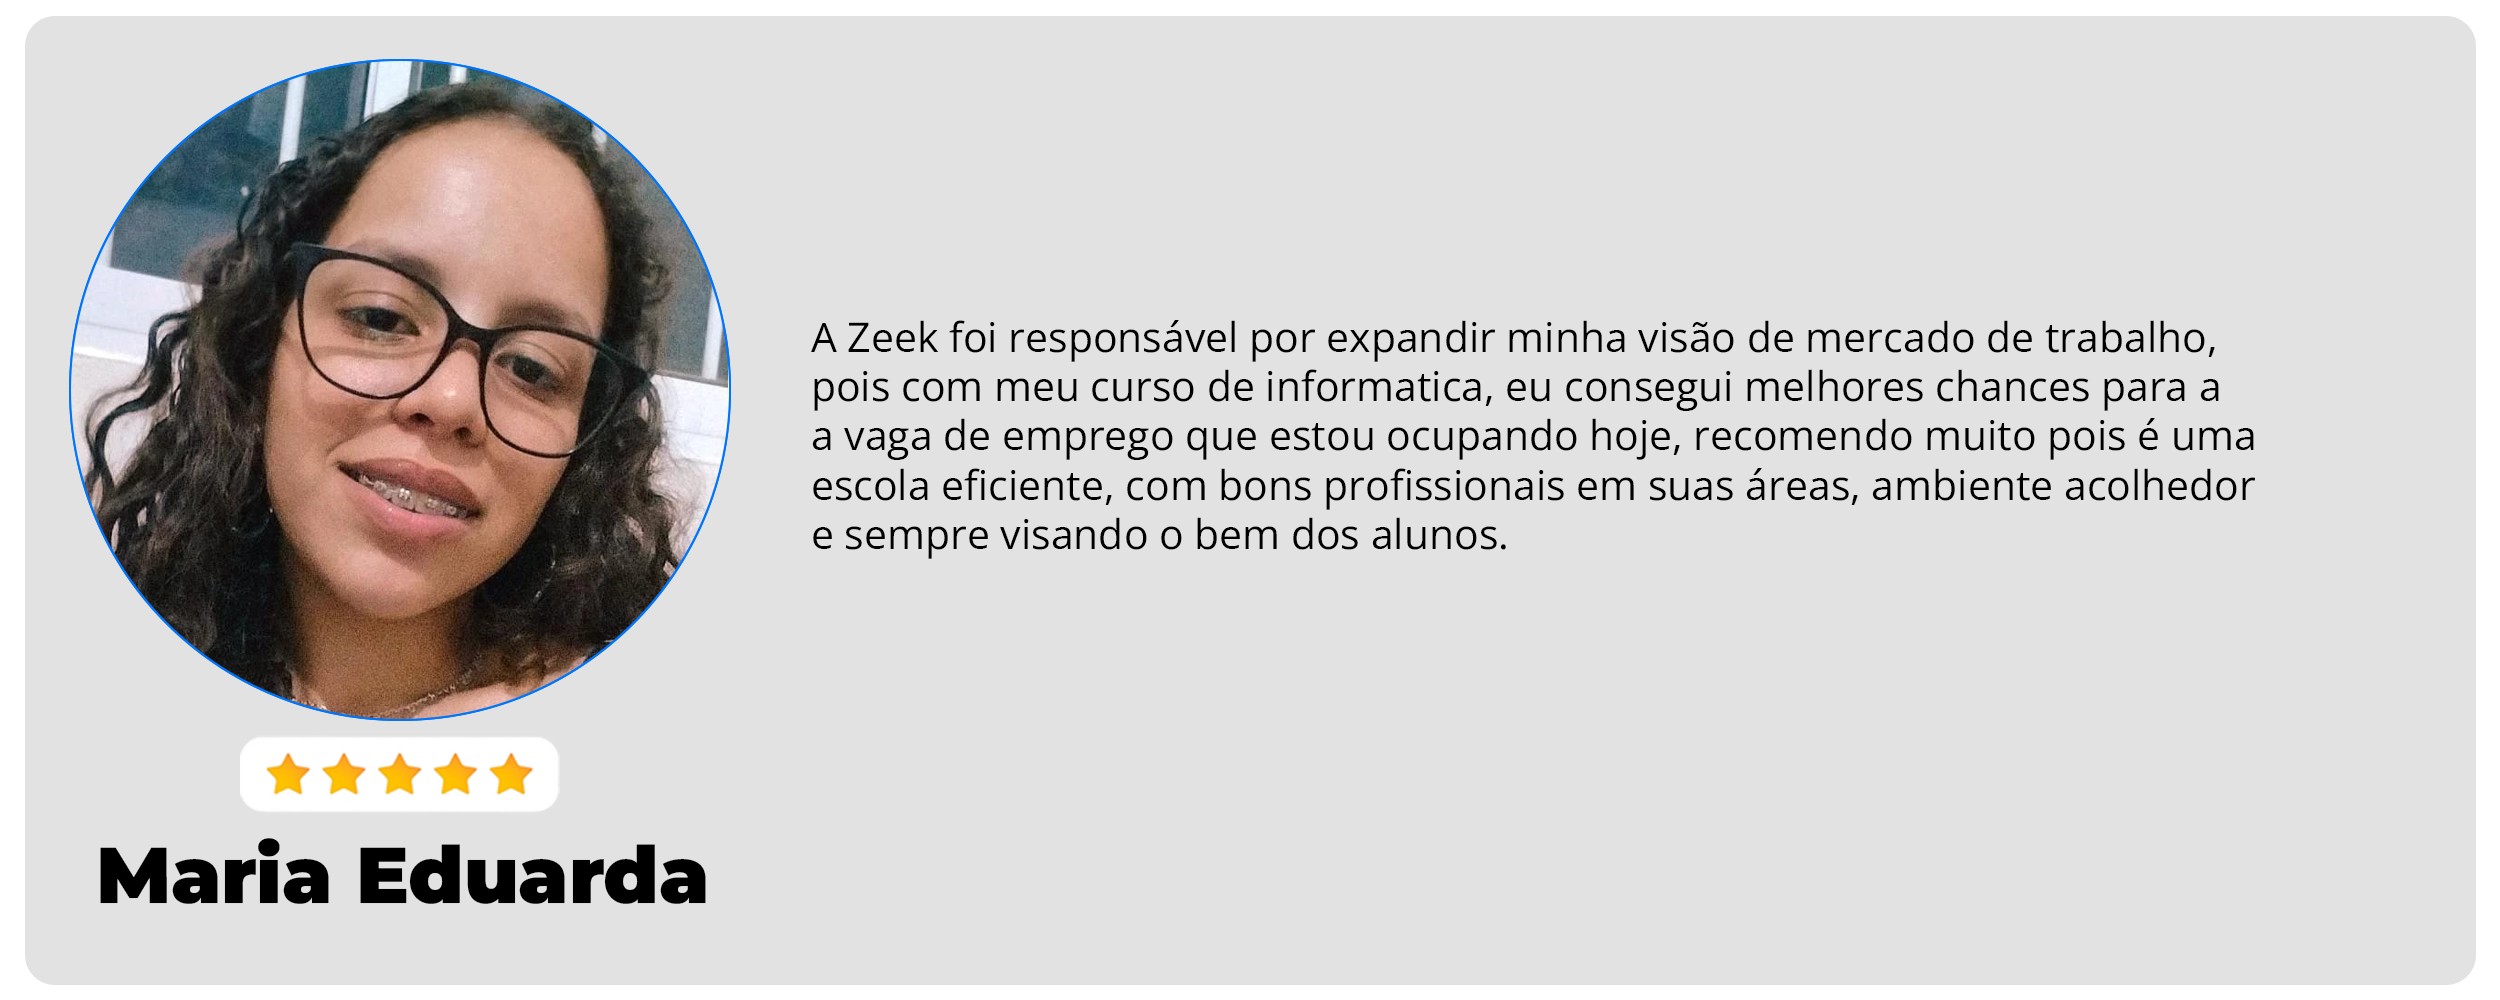 A Zeek foi responsável por expandir minha visão de mercado de trabalho,
pois com meu curso de informatica, eu consegui melhores chances para a
a vaga de emprego que estou ocupando hoje, recomendo muito pois é uma
escola eficiente, com bons profissionais em suas áreas, ambiente acolhedor
e sempre visando o bem dos alunos.
Maria Eduarda